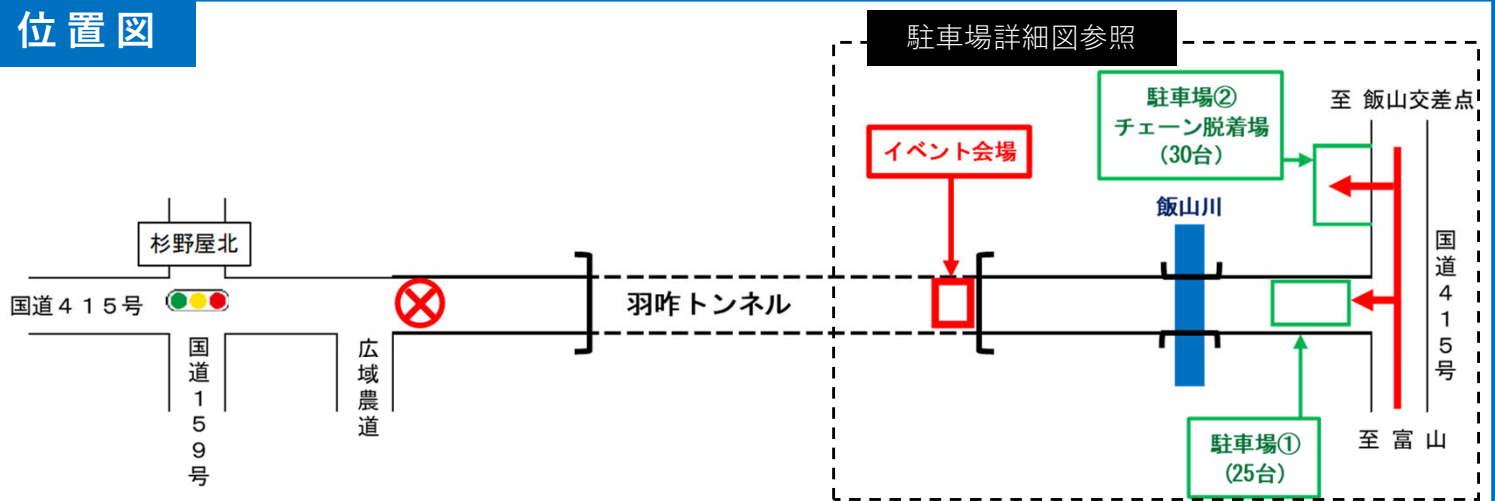 位置図
駐車場詳細図参照
駐車場②
チェーン脱着場
(30台)
至 飯山交差点
イベント会場
飯山川
杉野屋北
国道415号
羽咋トンネル
国道415号
国道159号
広域農道
駐車場①
(25台)
至 富 山